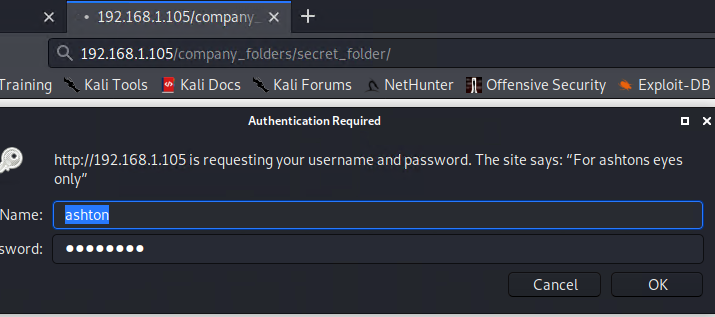 192.168.1.105/company_
192.168.1.105/company_folders/secret_folder/
Training Kali Tools Kali Docs Kali Forums NetHunter Offensive Security Exploit-DB
Authentication Required
http://192.168.1.105 is requesting your username and password. The site says: “For ashtons eyes
only”
Name: ashton
sword: ●●●●●●●●
Cancel OK